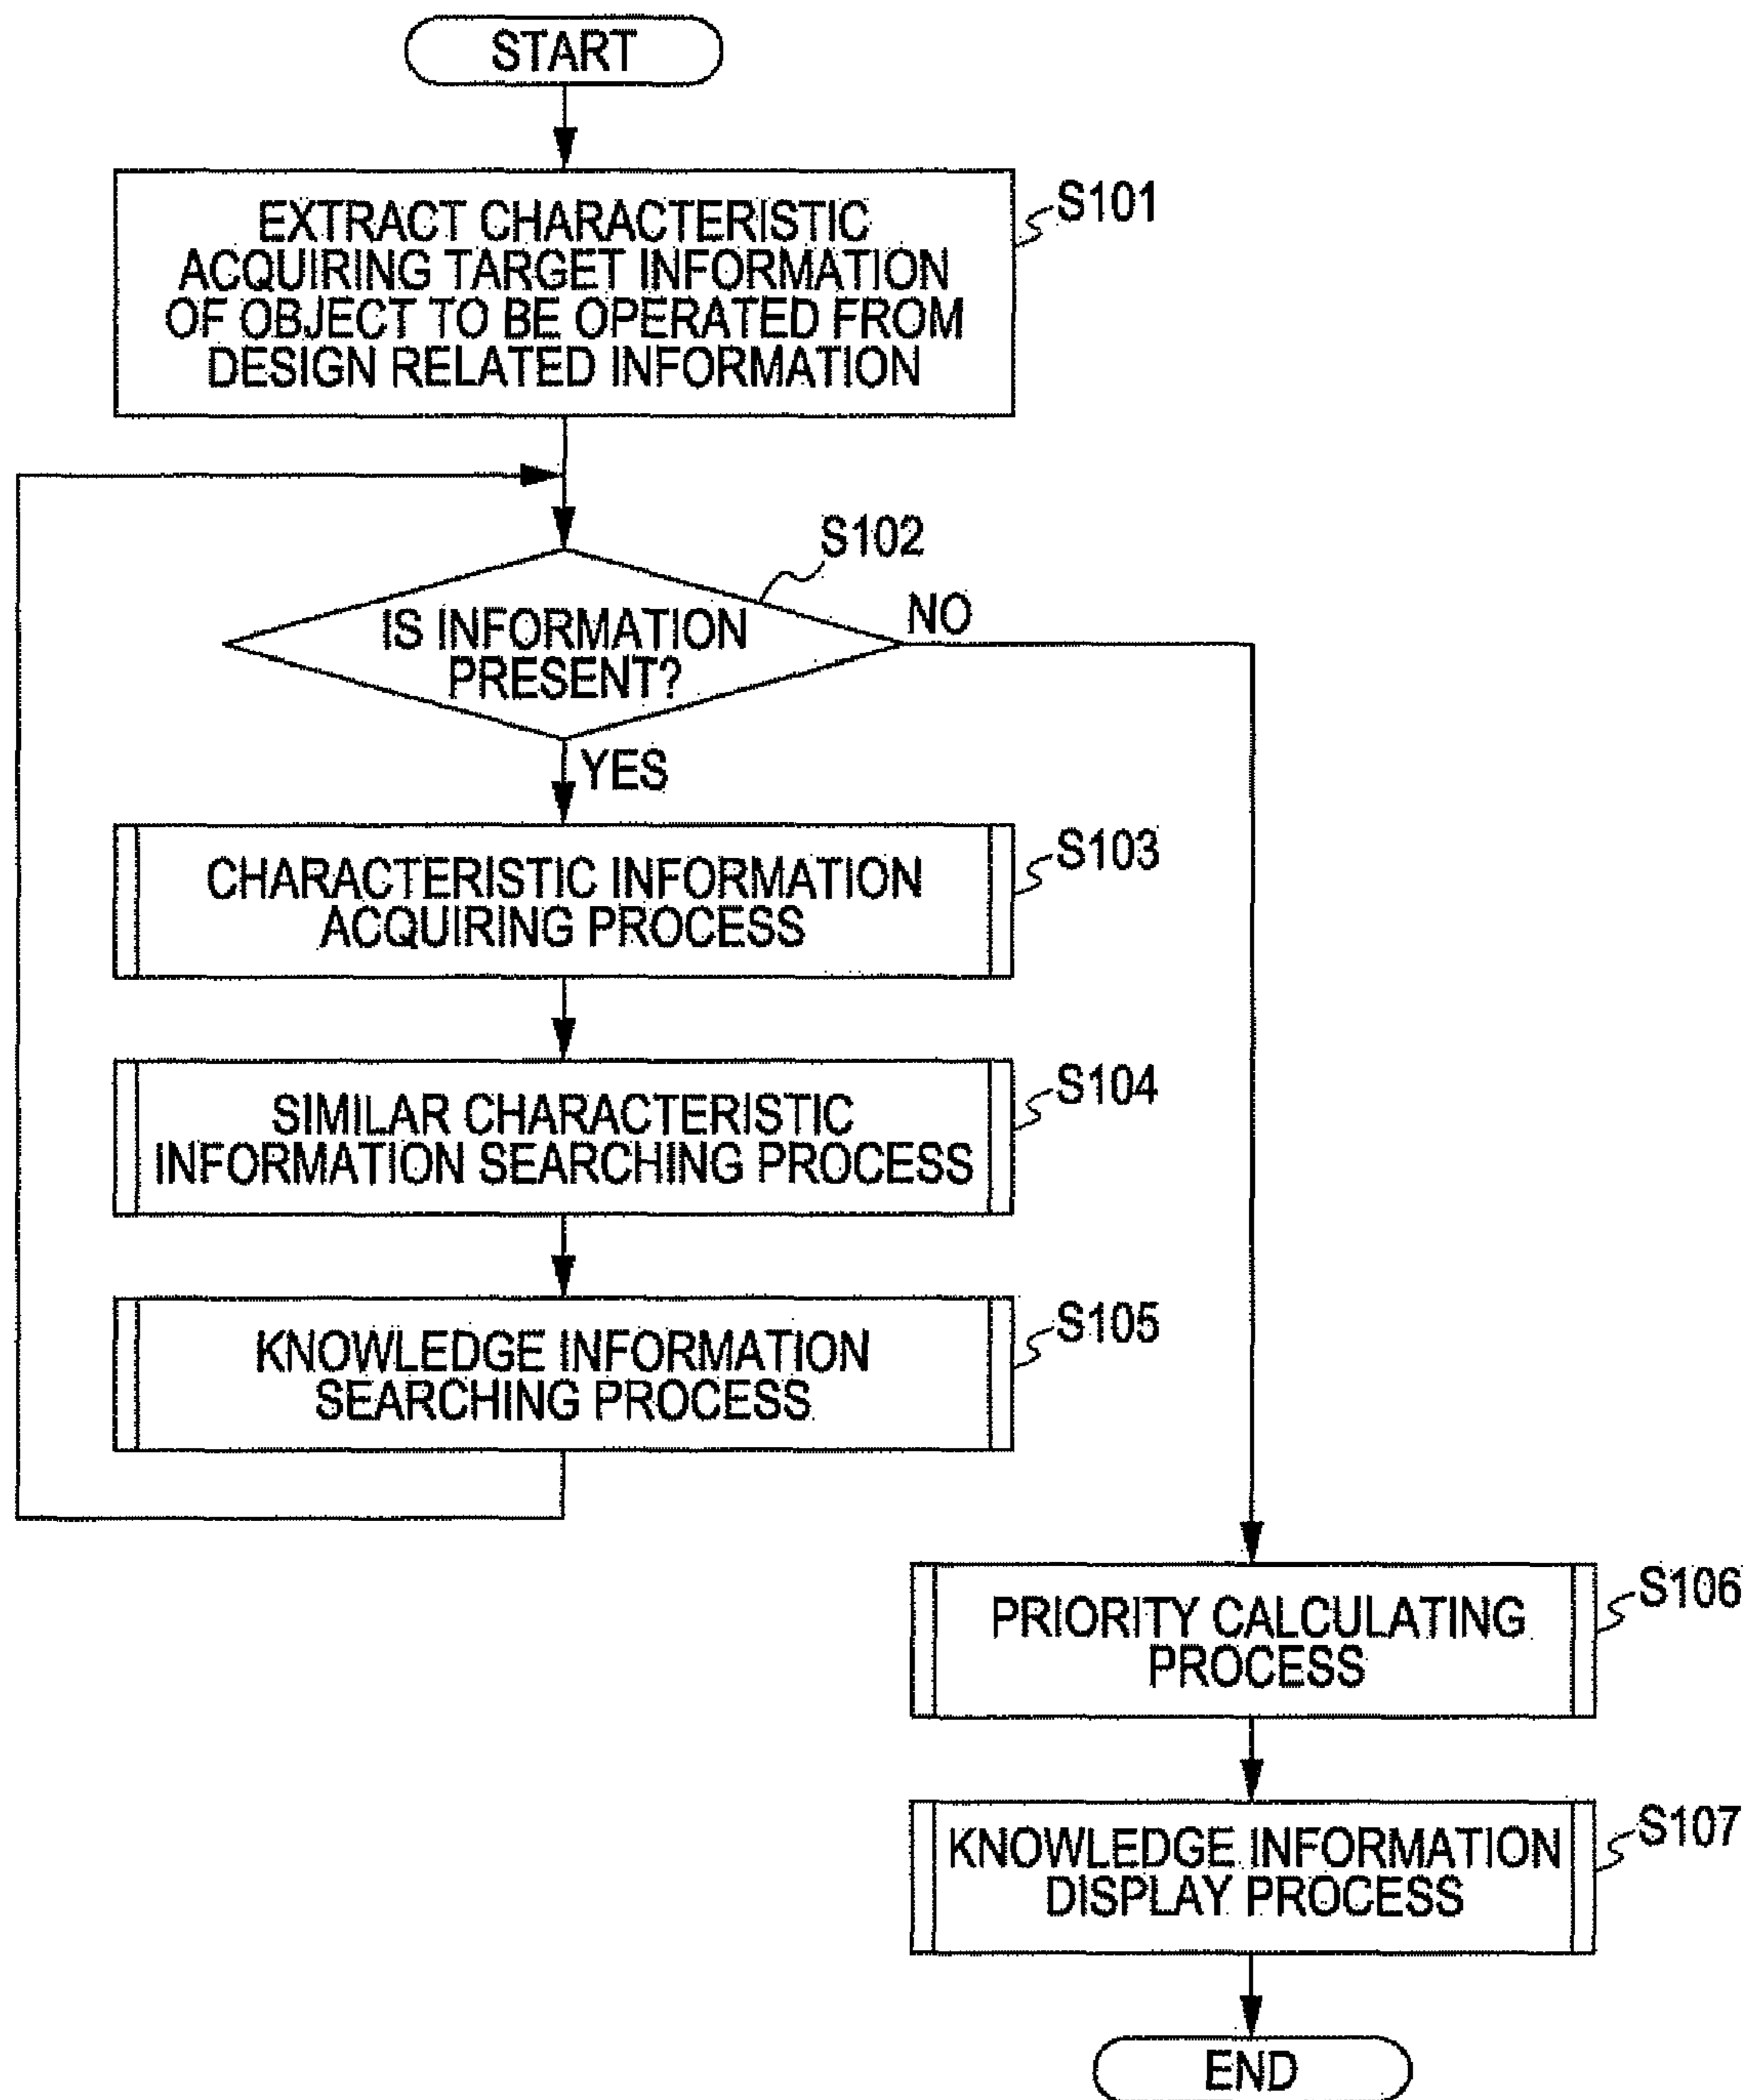 START
EXTRACT CHARACTERISTIC
ACQUIRING TARGET INFORMATION
OF OBJECT TO BE OPERATED FROM
DESIGN RELATED INFORMATION
S101
S102
IS INFORMATION
PRESENT?
NO
YES
CHARACTERISTIC INFORMATION
ACQUIRING PROCESS
S103
SIMILAR CHARACTERISTIC
INFORMATION SEARCHING PROCESS
S104
KNOWLEDGE INFORMATION
SEARCHING PROCESS
S105
PRIORITY CALCULATING
PROCESS
S106
KNOWLEDGE INFORMATION
DISPLAY PROCESS
S107
END